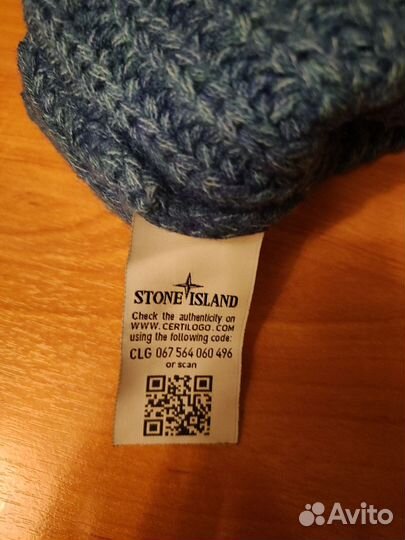 STONE ISLAND
Check the authenticity on
WWW.CERTILOGO.COM
using the following code:
CLG 067 564 060 496
or scan
Avito